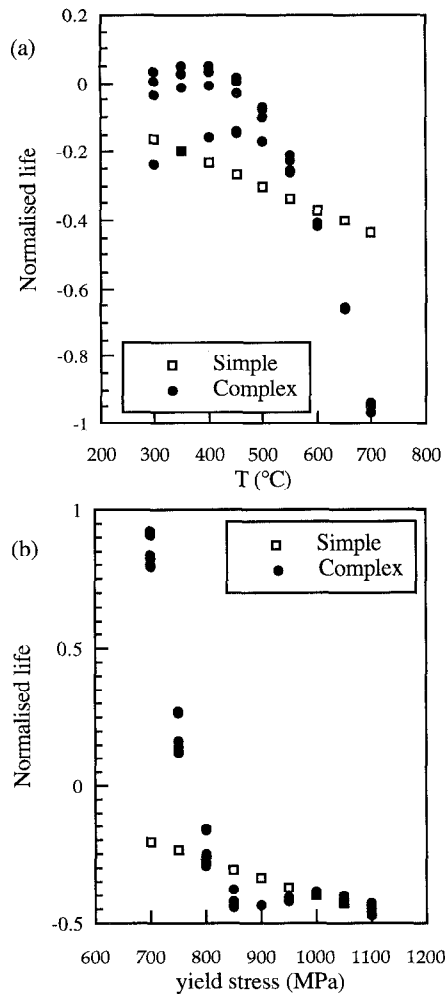 (a)
0.2
0
-0.2
-0.4
-0.6
-0.8
-1
Normalised life
Simple
Complex
200 300 400 500 600 700 800
T (°C)
(b)
1
0.5
0
-0.5
Normalised life
Simple
Complex
700 800 900 1000 1100 1200
yield stress (MPa)